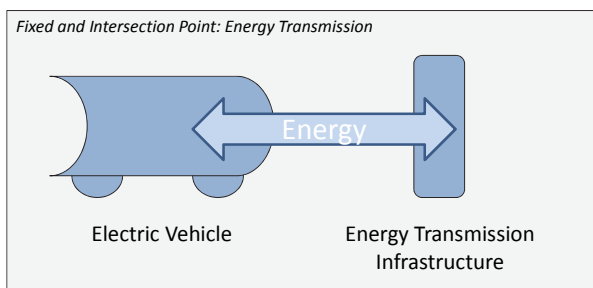 Fixed and Intersection Point: Energy Transmission
Energy
Electric Vehicle
Energy Transmission
Infrastructure